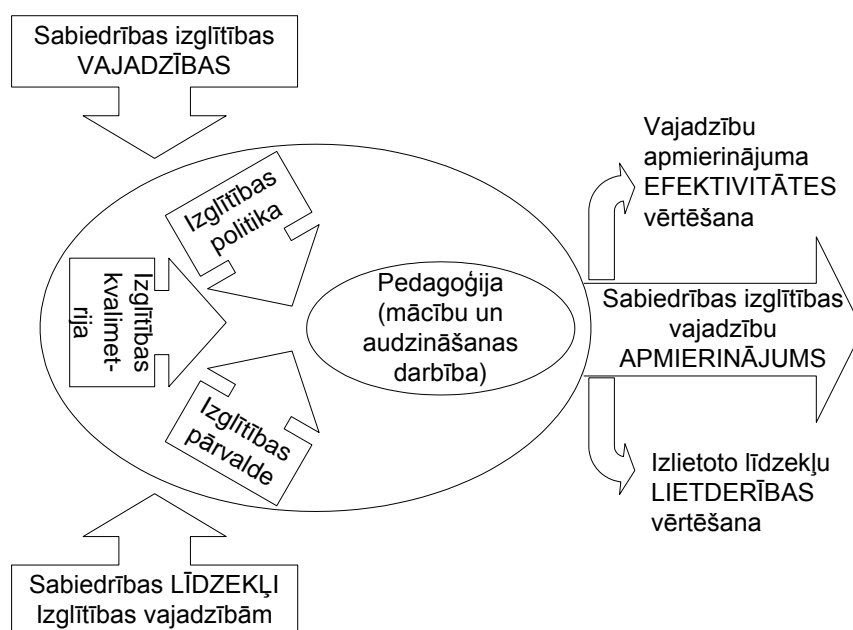 Sabiedrības izglītības
VAJADZĪBAS
Izglītības
politika
Izglītības
kvalimet-
rija
Izglītības
pārvalde
Pedagoģija
(mācību un
audzināšanas
darbība)
Vajadzību
apmierinājuma
EFEKTIVITĀTES
vērtēšana
Sabiedrības izglītības
vajadzību
APMIERINĀJUMS
Izlietoto līdzekļu
LIETDERĪBAS
vērtēšana
Sabiedrības LĪDZEKĻI
Izglītības vajadzībām